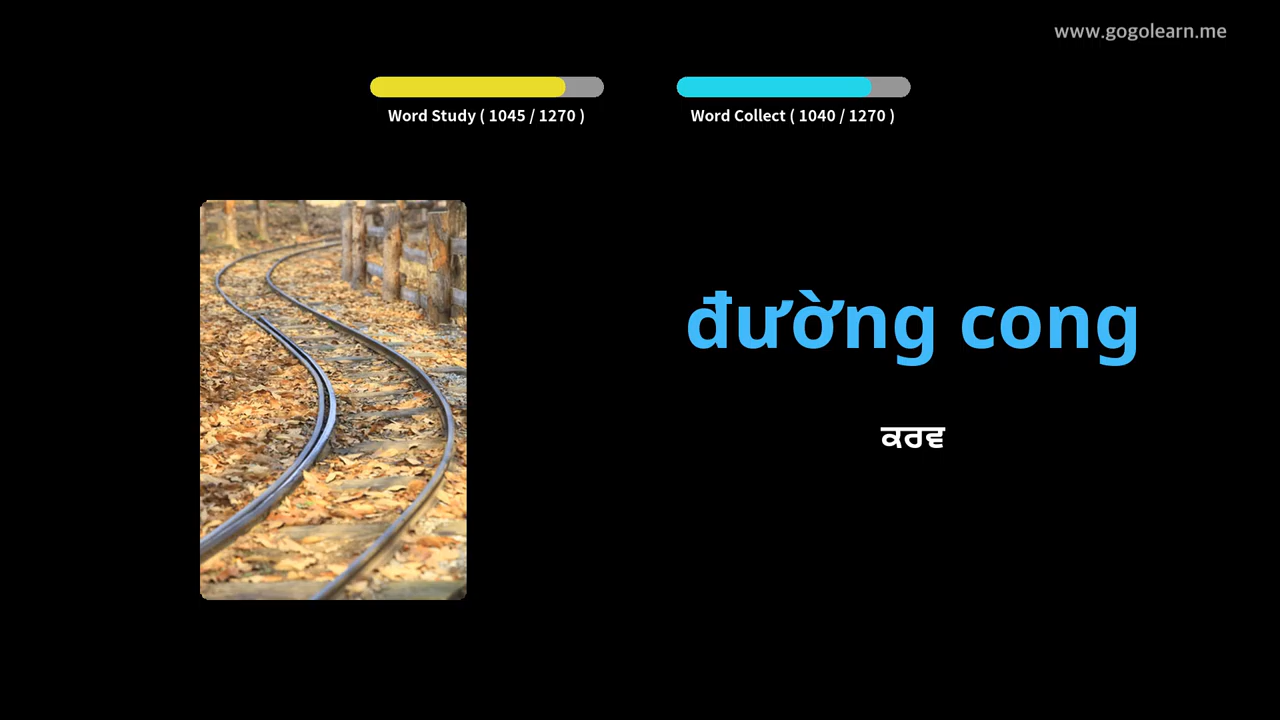 www.gogolearn.me
Word Study ( 1045 / 1270 )
Word Collect ( 1040 / 1270 )
đường cong
ਕਰਵ